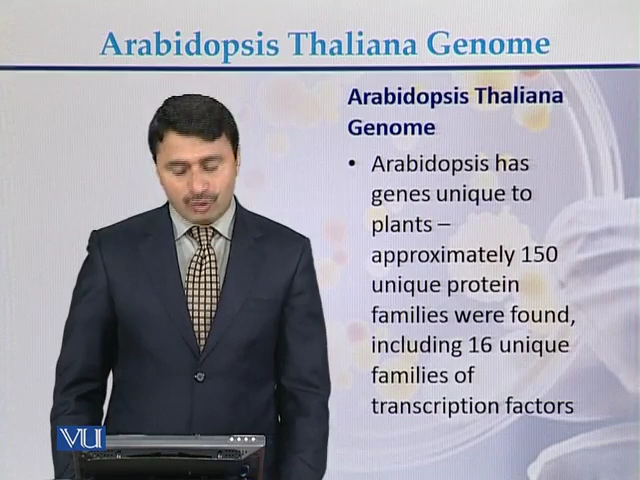 Arabidopsis Thaliana Genome
Arabidopsis Thaliana
Genome
• Arabidopsis has
genes unique to
plants –
approximately 150
unique protein
families were found,
including 16 unique
families of
transcription factors
VU